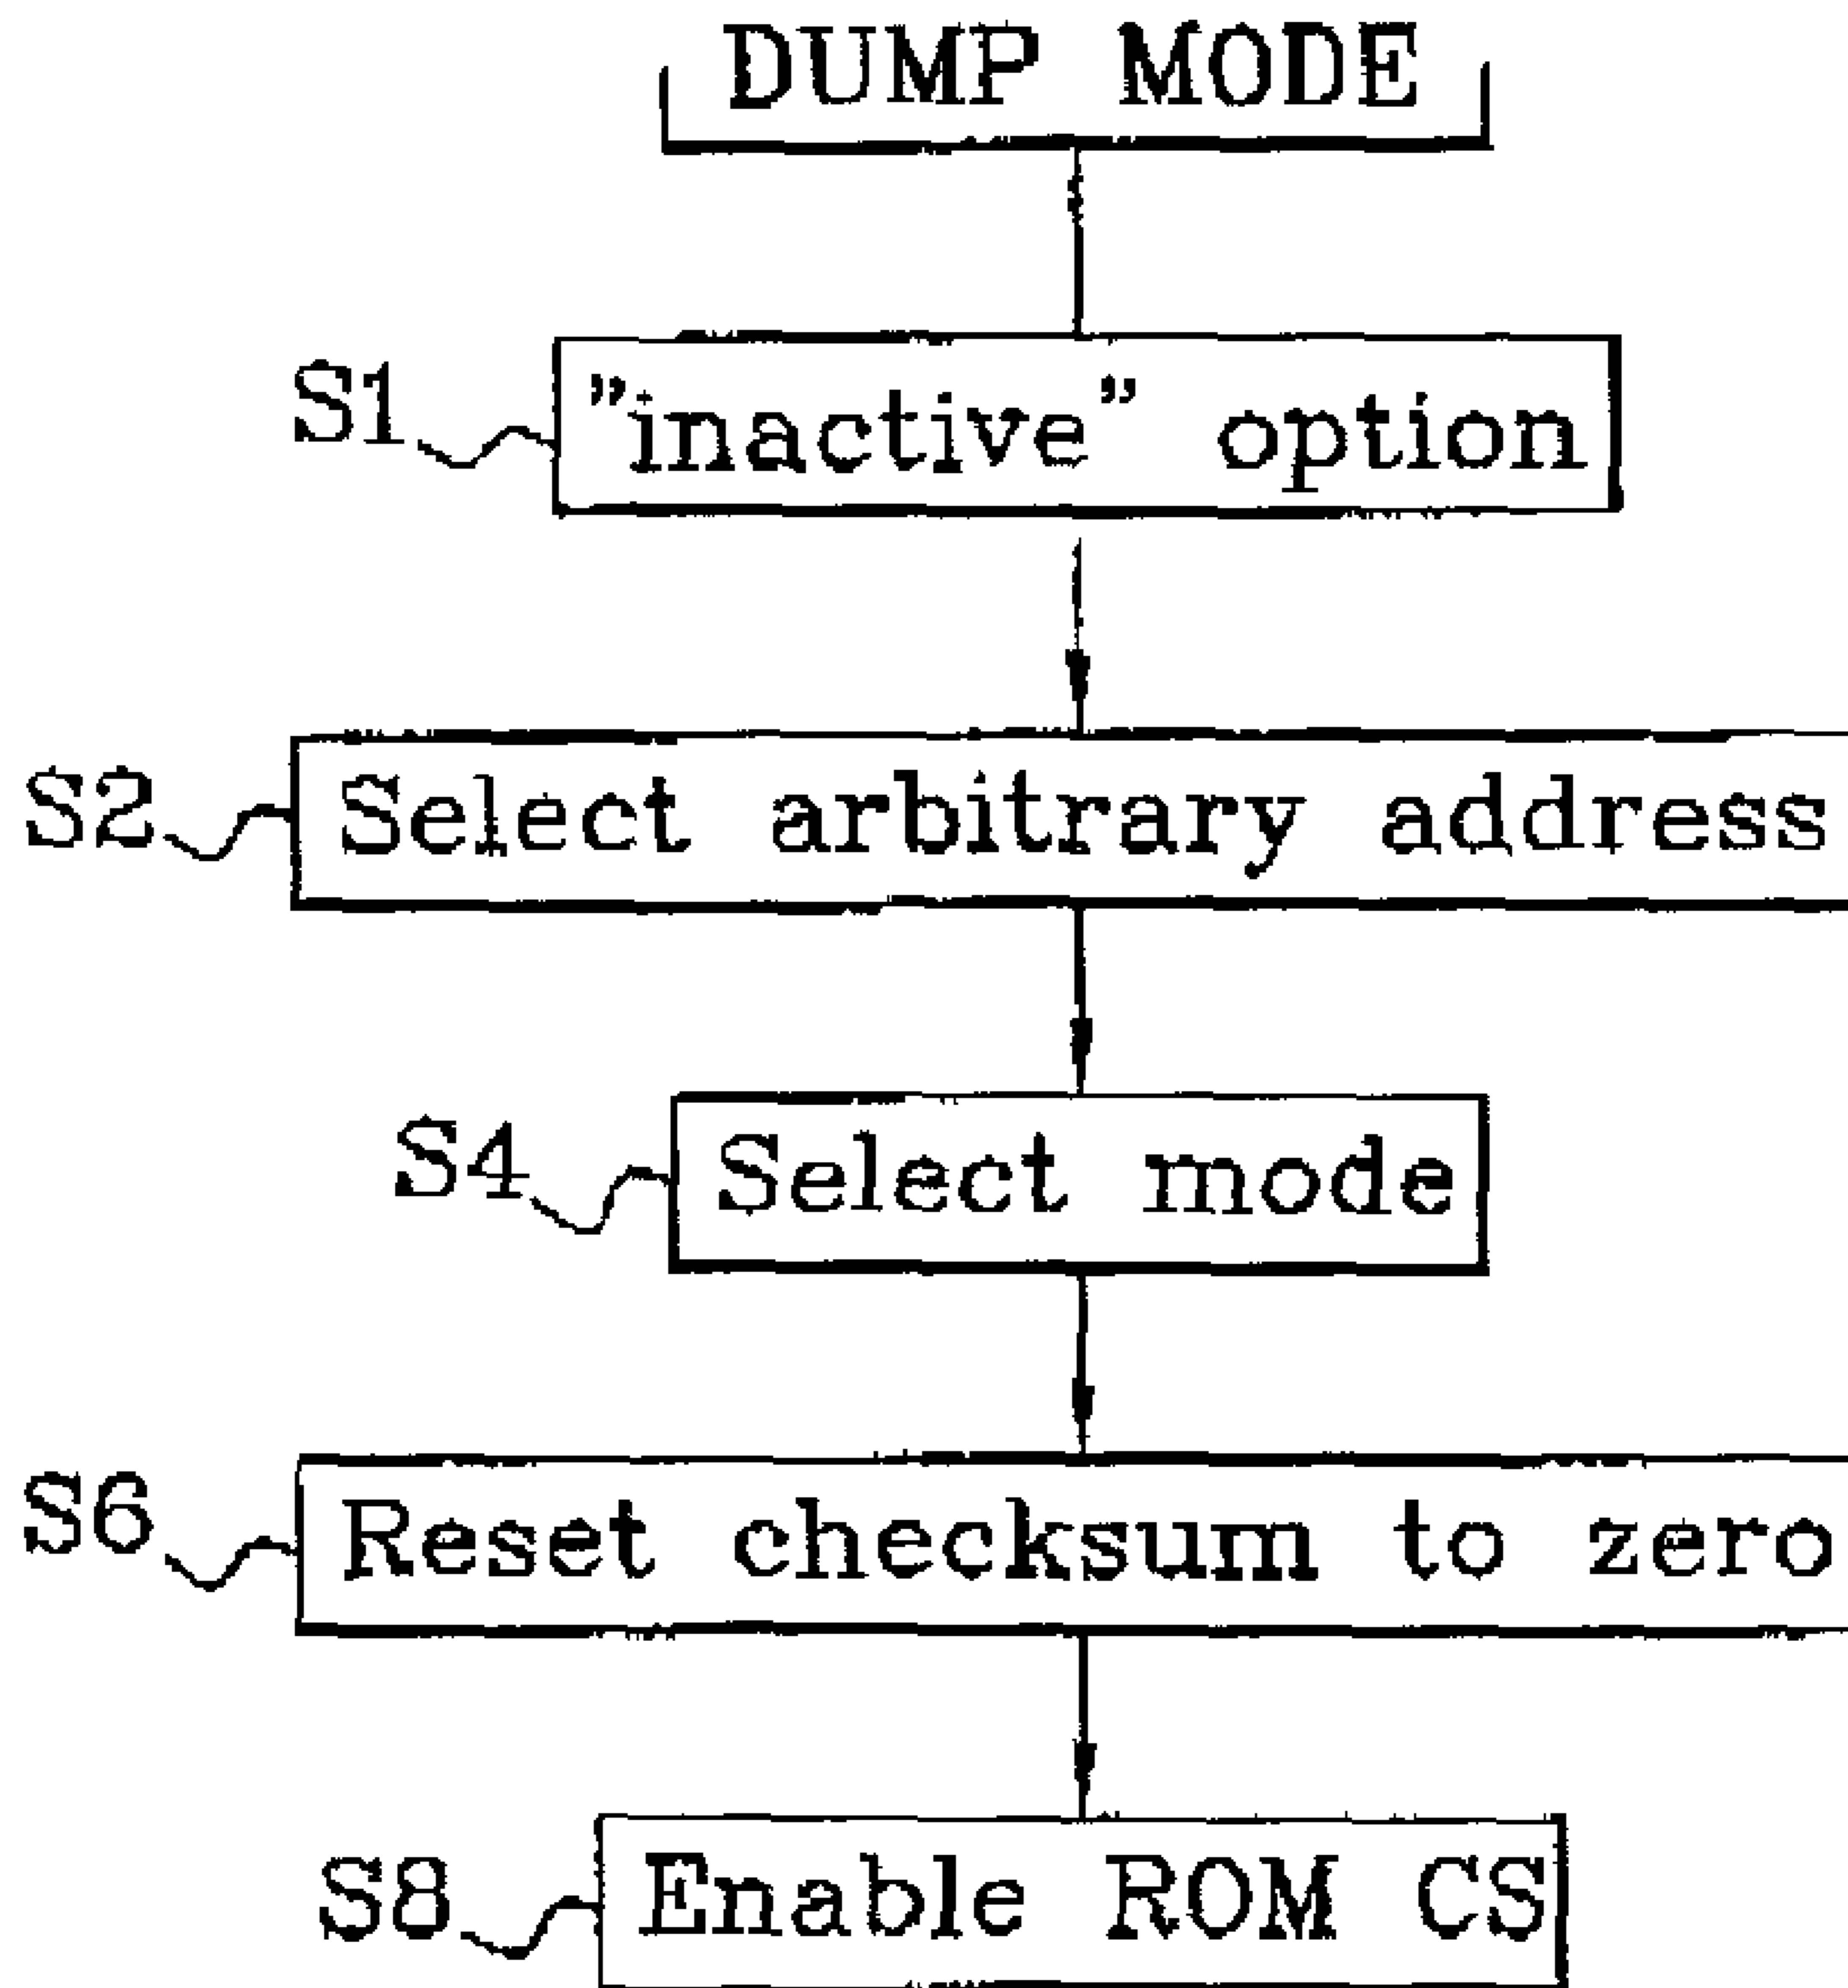 DUMP MODE
S1
"inactive" option
S2
Select arbitrary address
S4
Select mode
S6
Reset checksum to zero
S8
Enable ROM CS